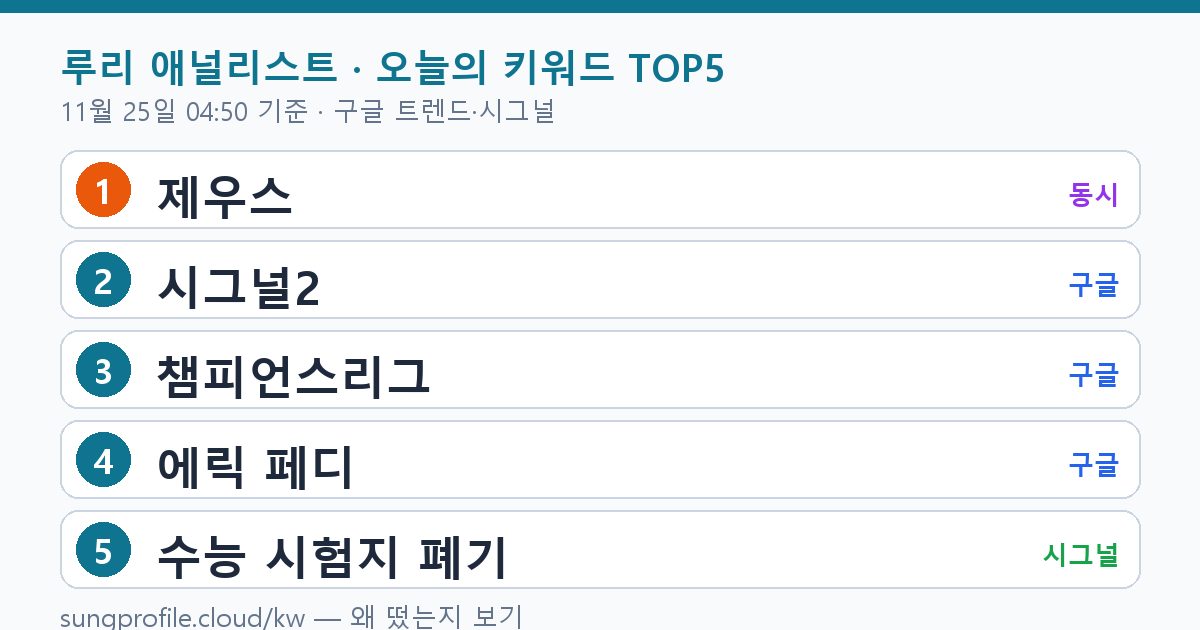 루리 애널리스트 · 오늘의 키워드 TOP5
11월 25일 04:50 기준 · 구글 트렌드·시그널
1 제우스 동시
2 시그널2 구글
3 챔피언스리그 구글
4 에릭 페디 구글
5 수능 시험지 폐기 시그널
sungprofile.cloud/kw — 왜 떴는지 보기